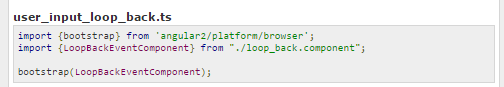 user_input_loop_back.ts
import {bootstrap} from 'angular2/platform/browser';
import {LoopBackEventComponent} from "./loop_back.component";
bootstrap(LoopBackEventComponent);